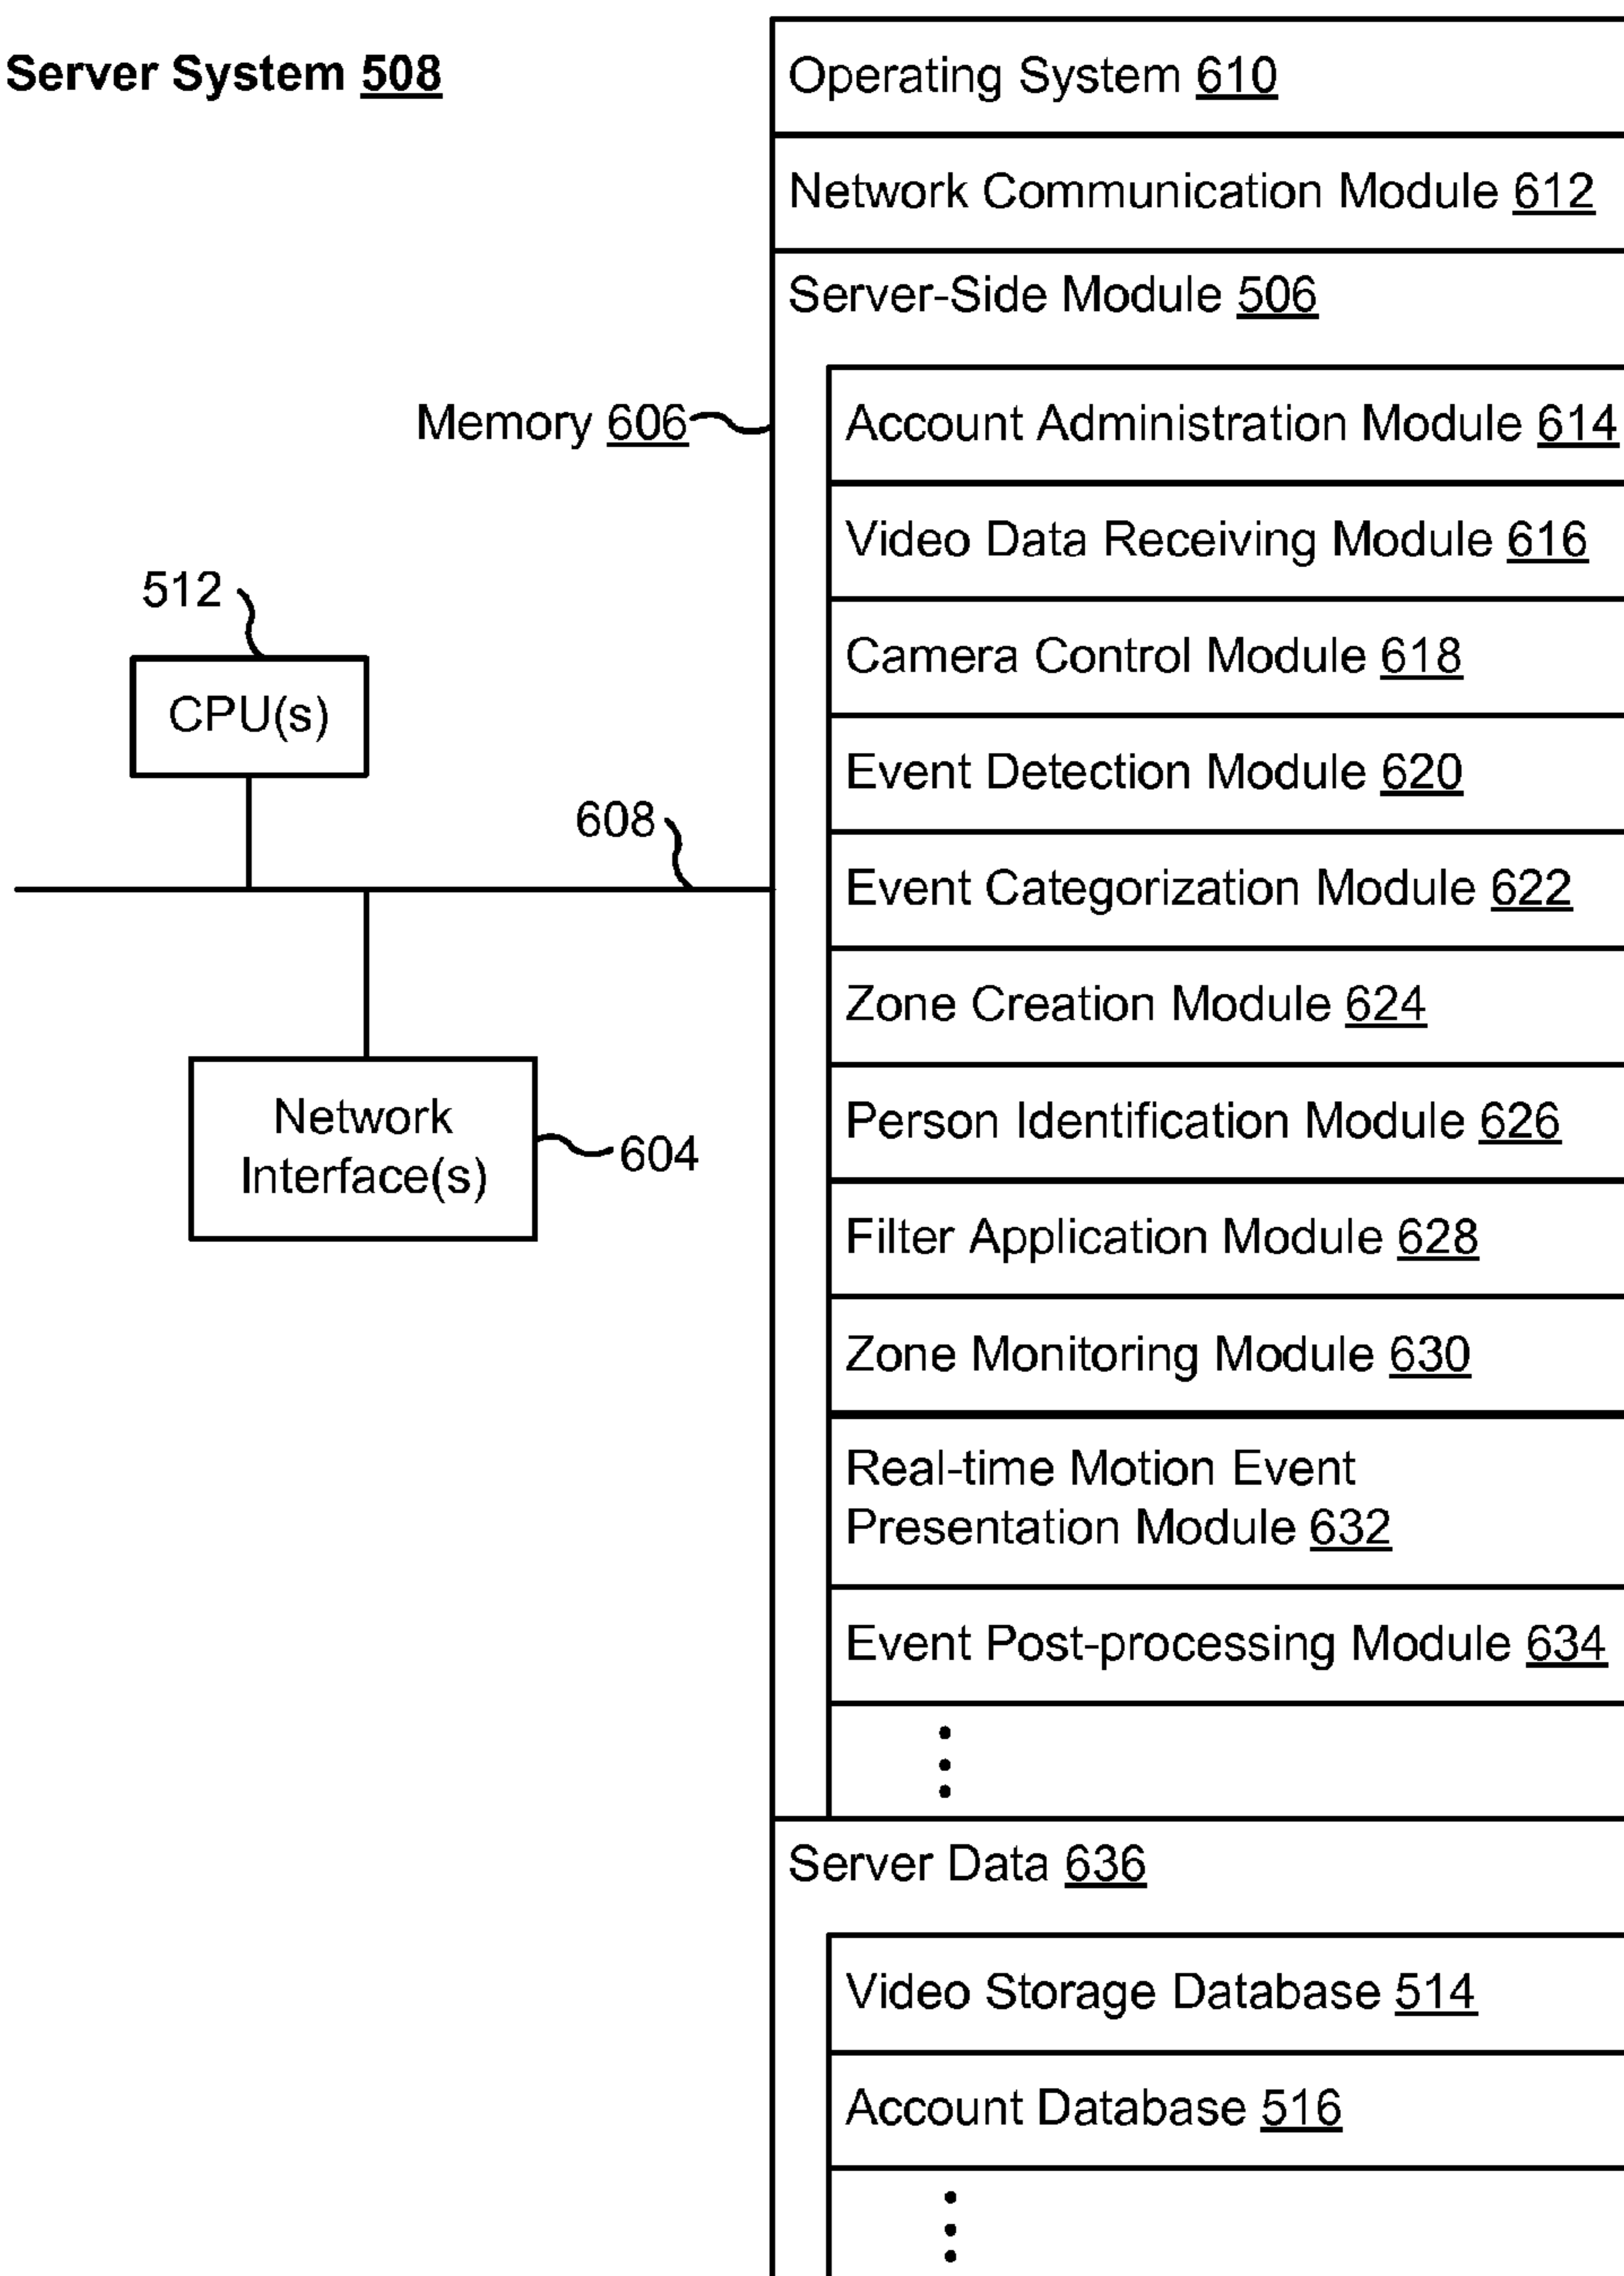 Server System 508
Operating System 610
Network Communication Module 612
Server-Side Module 506
Memory 606
Account Administration Module 614
Video Data Receiving Module 616
512
CPU(s)
Camera Control Module 618
Event Detection Module 620
608
Event Categorization Module 622
Zone Creation Module 624
Network
Interface(s)
604
Person Identification Module 626
Filter Application Module 628
Zone Monitoring Module 630
Real-time Motion Event
Presentation Module 632
Event Post-processing Module 634
Server Data 636
Video Storage Database 514
Account Database 516